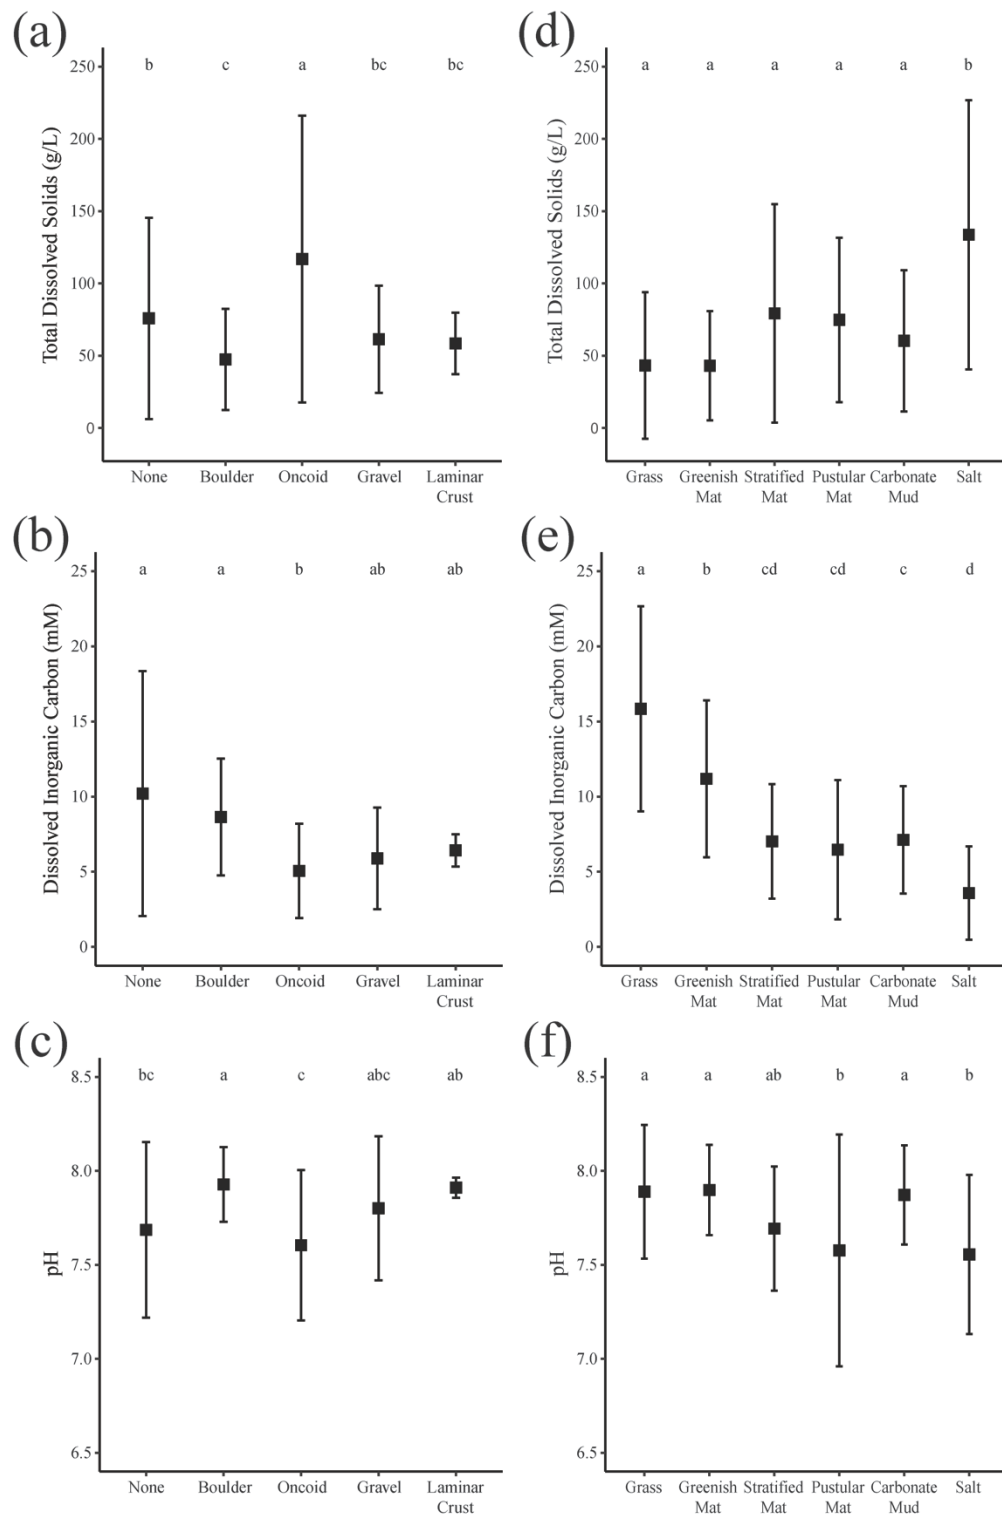 (a)
b c a bc bc
250
200
150
100
50
0
Total Dissolved Solids (g/L)
None Boulder Oncoid Gravel Laminar
Crust
(d)
a a a a a b
250
200
150
100
50
0
Total Dissolved Solids (g/L)
Grass Greenish Stratified Pustular Carbonate Salt
Mat Mat Mat Mud
(b)
a a b ab ab
25
20
15
10
5
0
Dissolved Inorganic Carbon (mM)
None Boulder Oncoid Gravel Laminar
Crust
(e)
a b cd cd c d
25
20
15
10
5
0
Dissolved Inorganic Carbon (mM)
Grass Greenish Stratified Pustular Carbonate Salt
Mat Mat Mat Mud
(c)
bc a c abc ab
8.5
8.0
7.5
7.0
6.5
pH
None Boulder Oncoid Gravel Laminar
Crust
(f)
a a ab b a b
8.5
8.0
7.5
7.0
6.5
pH
Grass Greenish Stratified Pustular Carbonate Salt
Mat Mat Mat Mud